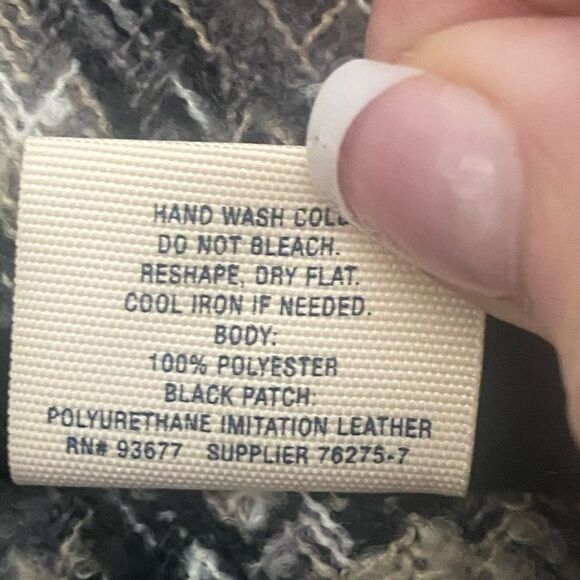 HAND WASH COL
DO NOT BLEACH.
RESHAPE, DRY FLAT.
COOL IRON IF NEEDED.
BODY:
100% POLYESTER
BLACK PATCH:
POLYURETHANE IMITATION LEATHER
RN# 93677 SUPPLIER 76275-7